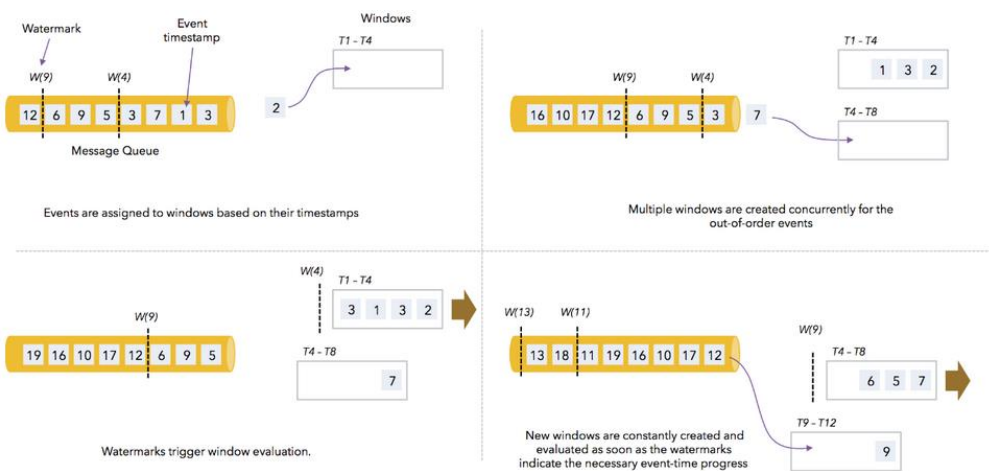 Windows
Watermark
Event
timestamp
T1 - T4
W(9)
W(4)
12 6 9 5 3 7 1 3
2
Message Queue
Events are assigned to windows based on their timestamps
T1 - T4
1 3 2
W(9)
W(4)
16 10 17 12 6 9 5 3
7
T4 - T8
Multiple windows are created concurrently for the
out-of-order events
W(4)
T1 - T4
3 1 3 2
W(9)
19 16 10 17 12 6 9 5
T4 - T8
7
Watermarks trigger window evaluation.
W(13)
W(11)
13 18 11 19 16 10 17 12
W(9)
T4 - T8
6 5 7
T9 - T12
9
New windows are constantly created and
evaluated as soon as the watermarks
indicate the necessary event-time progress